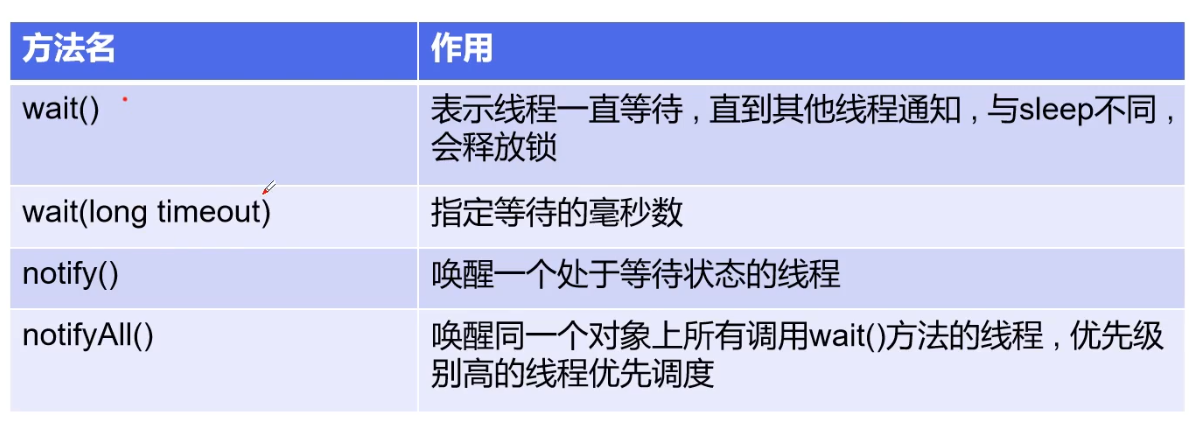 方法名
作用
wait()
表示线程一直等待 , 直到其他线程通知 , 与sleep不同 ,
会释放锁
wait(long timeout)
指定等待的毫秒数
notify()
唤醒一个处于等待状态的线程
notifyAll()
唤醒同一个对象上所有调用wait()方法的线程 , 优先级
别高的线程优先调度